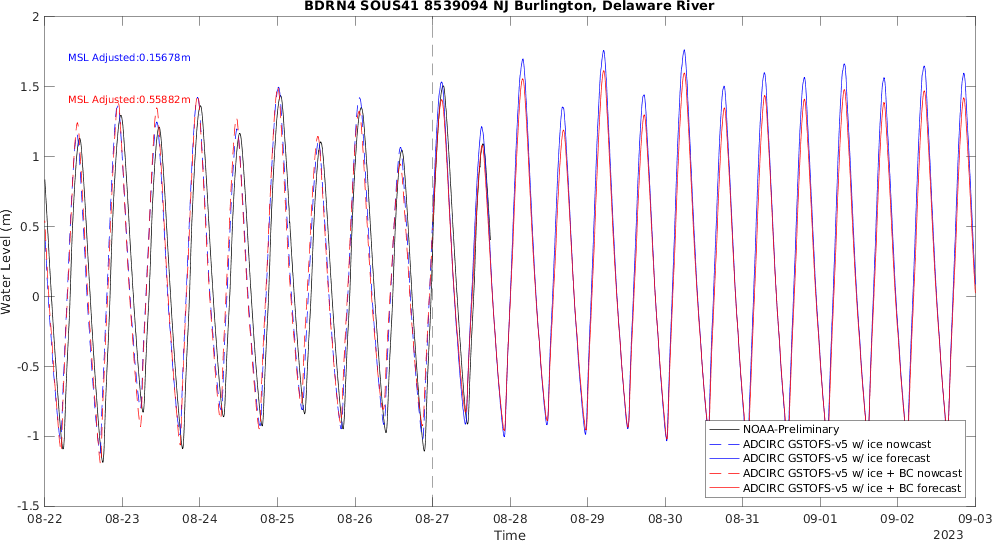 BDRN4 SOUS41 8539094 NJ Burlington, Delaware River
2
MSL Adjusted:0.15678m
1.5
MSL Adjusted:0.55882m
1
0.5
Water Level (m)
0
-0.5
-1
NOAA-Preliminary
ADCIRC GSTOFS-v5 w/ ice nowcast
ADCIRC GSTOFS-v5 w/ ice forecast
ADCIRC GSTOFS-v5 w/ ice + BC nowcast
ADCIRC GSTOFS-v5 w/ ice + BC forecast
-1.5
08-22 08-23 08-24 08-25 08-26 08-27 08-28 08-29 08-30 08-31 09-01 09-02 09-03
Time 2023